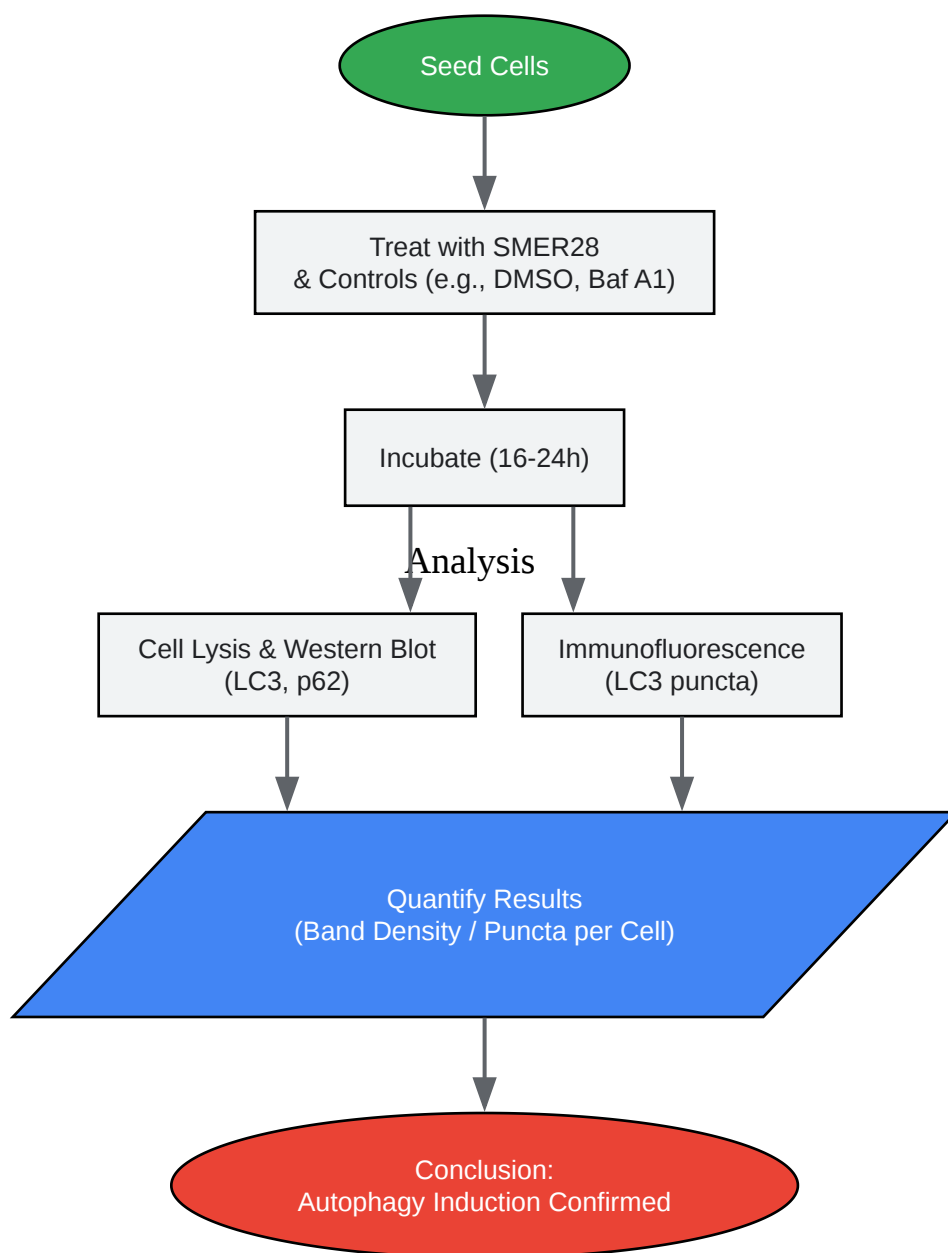 Seed Cells
Treat with SMER28
& Controls (e.g., DMSO, Baf A1)
Incubate (16-24h)
Analysis
Cell Lysis & Western Blot
(LC3, p62)
Immunofluorescence
(LC3 puncta)
Quantify Results
(Band Density / Puncta per Cell)
Conclusion:
Autophagy Induction Confirmed